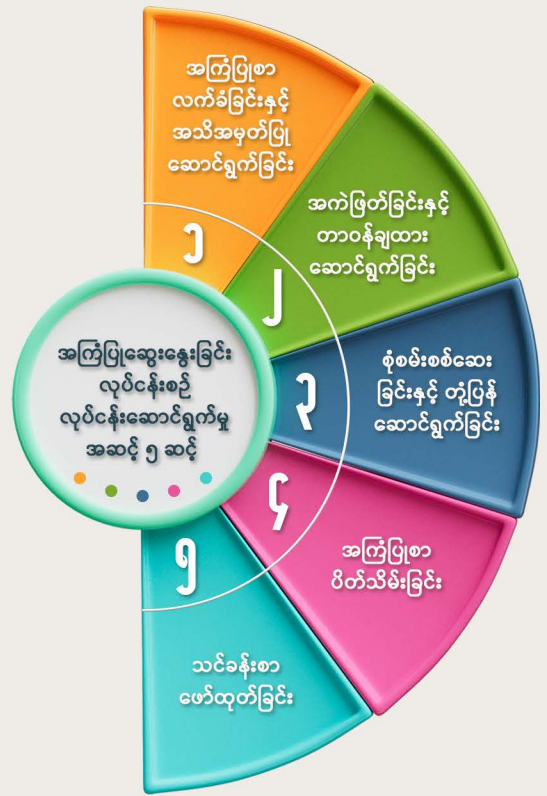 အကြံပြုစာ
လက်ခံခြင်းနှင့်
အသိအမှတ်ပြု
ဆောင်ရွက်ခြင်း
၁
အကဲဖြတ်ခြင်းနှင့်
တာဝန်ချထား
ဆောင်ရွက်ခြင်း
၂
စုံစမ်းစစ်ဆေး
ခြင်းနှင့် တုံ့ပြန်
ဆောင်ရွက်ခြင်း
၃
အကြံပြုစာ
ပိတ်သိမ်းခြင်း
၄
သင်ခန်းစာ
ဖော်ထုတ်ခြင်း
၅
အကြံပြုဆွေးနွေးခြင်း
လုပ်ငန်းစဉ်
လုပ်ငန်းဆောင်ရွက်မှု
အဆင့် ၅ ဆင့်